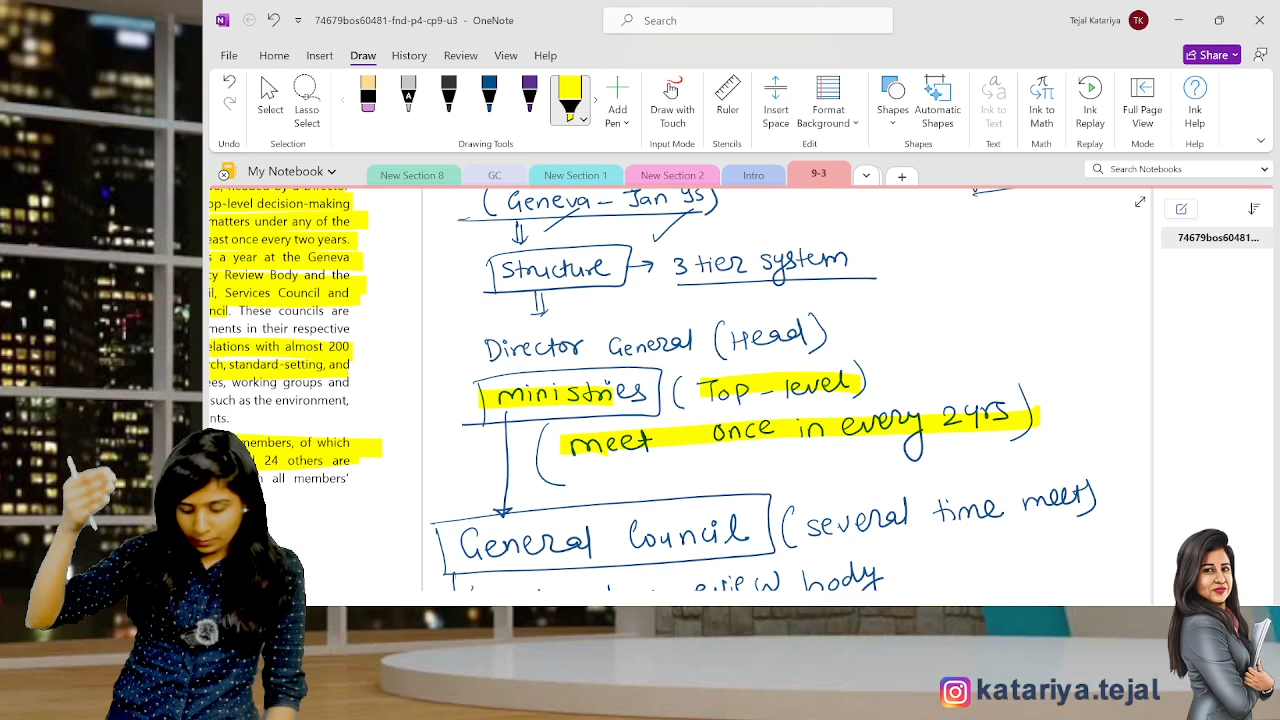 74679bos60481-fnd-p4-cp9-u3 - OneNote
Search
Tejal Katariya TK
File Home Insert Draw History Review View Help
Share
Select
Lasso Select
Add Pen
Draw with Touch
Ruler
Insert Space
Format Background
Shapes
Automatic Shapes
Ink to Text
Ink to Math
Ink Replay
Full Page View
Ink Help
Undo Drawing Tools Input Mode Stencils Edit Shapes Text Math Replay Mode Help
My Notebook
New Section 8
GC
New Section 1
New Section 2
Intro
9-3
Search Notebooks
74679bos60481...
headed by a Director
op-level decision-making
matters under any of the
east once every two years.
s a year at the Geneva
y Review Body and the
il, Services Council and
ncil. These councils are
ments in their respective
elations with almost 200
rch, standard-setting, and
ees, working groups and
such as the environment,
nts.
members, of which
24 others are
all members'
(Geneva - Jan 95)
Structure → 3 tier system
Director General (Head)
ministries (Top-level)
(meet once in every 2yrs)
General Council (several time meet)
body
katariya.tejal